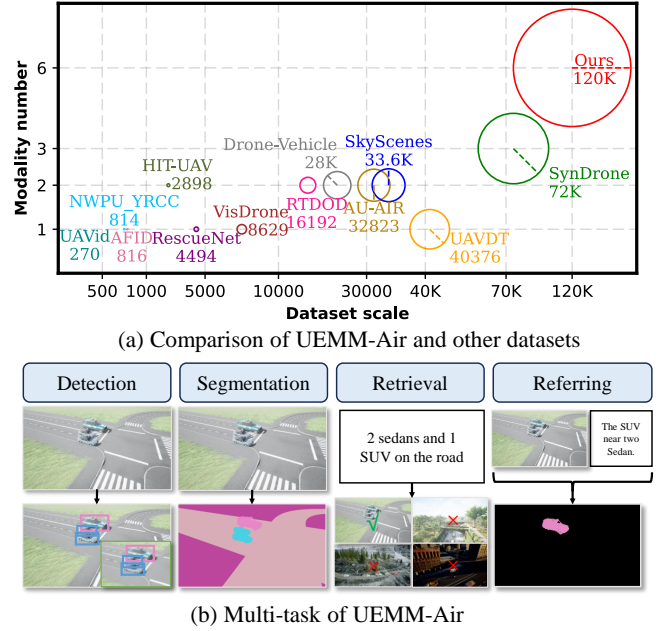 Modality number
6
3
2
1
Ours
120K
Drone-Vehicle
28K
SkyScenes
33.6K
SynDrone
72K
HIT-UAV
2898
RTDOD
16192
AU-AIR
32823
NWPU_YRCC
814
VisDrone
8629
UAVid
270
AFID
816
RescueNet
4494
UAVDT
40376
500 1000 5000 10000 30000 40K 70K 120K
Dataset scale
(a) Comparison of UEMM-Air and other datasets
Detection Segmentation Retrieval Referring
2 sedans and 1
SUV on the road
The SUV
near two
Sedan.
(b) Multi-task of UEMM-Air